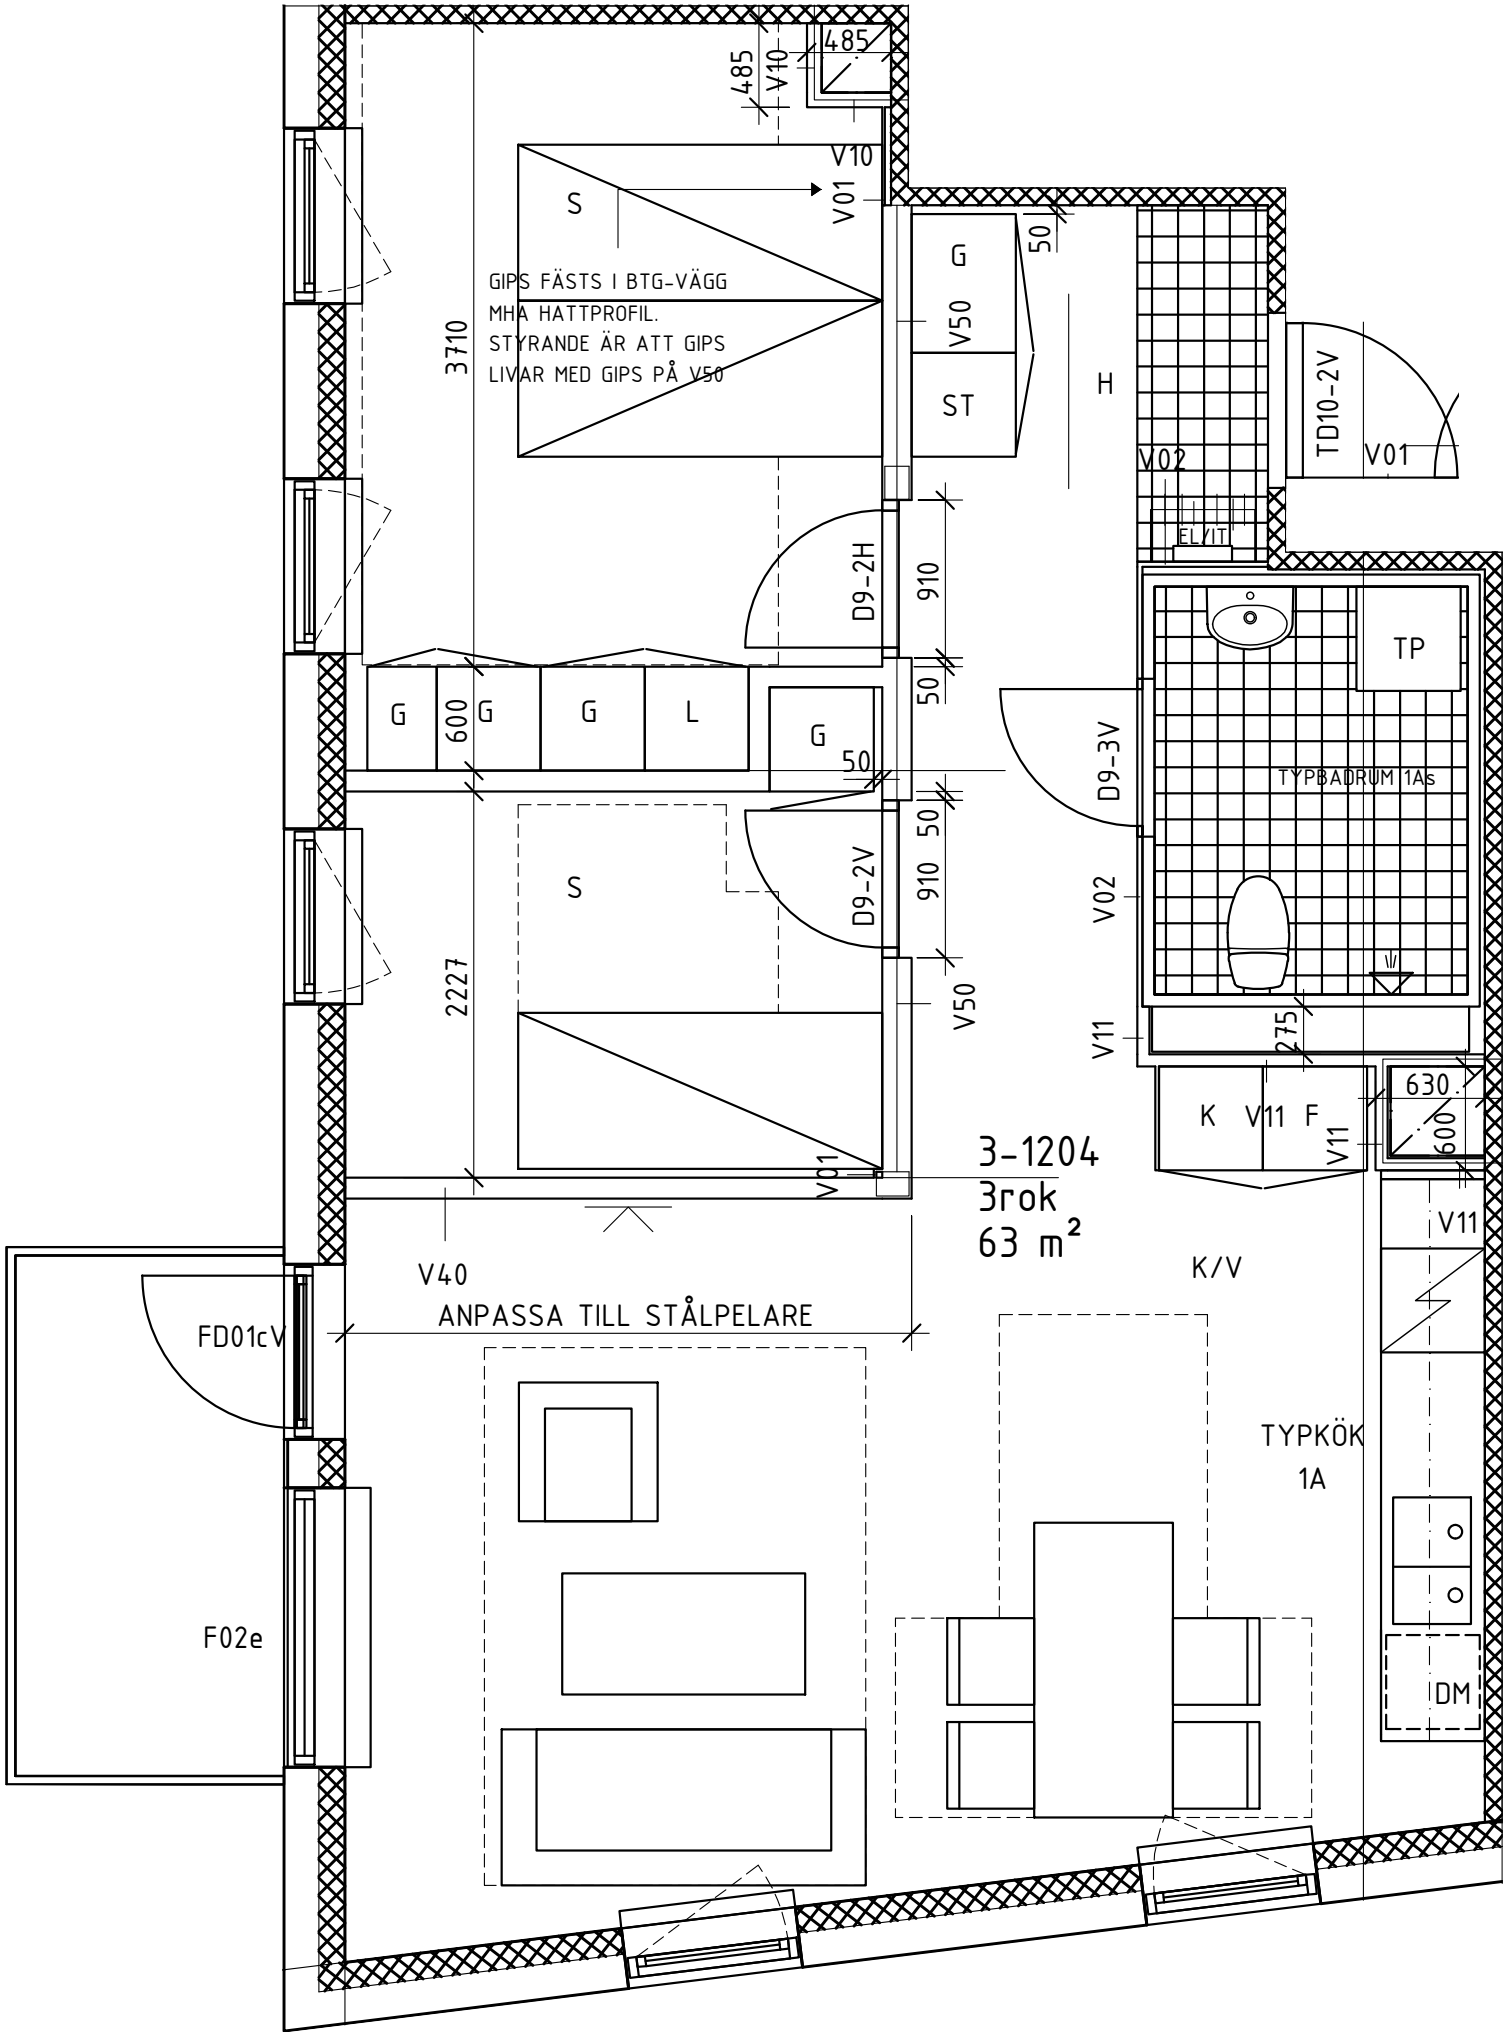 485
485
V10
V10
V01
S
GIPS FÄSTS I BTG-VÄGG
MHA HATTPROFIL.
STYRANDE ÄR ATT GIPS
LIVAR MED GIPS PÅ V50
3710
G
V50
ST
50
H
TD10-2V
V01
V02
EL/IT
D9-2H
910
TP
50
G
600
G
G
L
G
50
D9-3V
TYPBADRUM 1As
50
910
D9-2V
S
V02
2227
V50
V11
275
K
V11
F
V11
630
600
V01
3-1204
3rok
63 m²
V11
K/V
V40
ANPASSA TILL STÅLPELARE
FD01cV
TYPKÖK
1A
F02e
DM